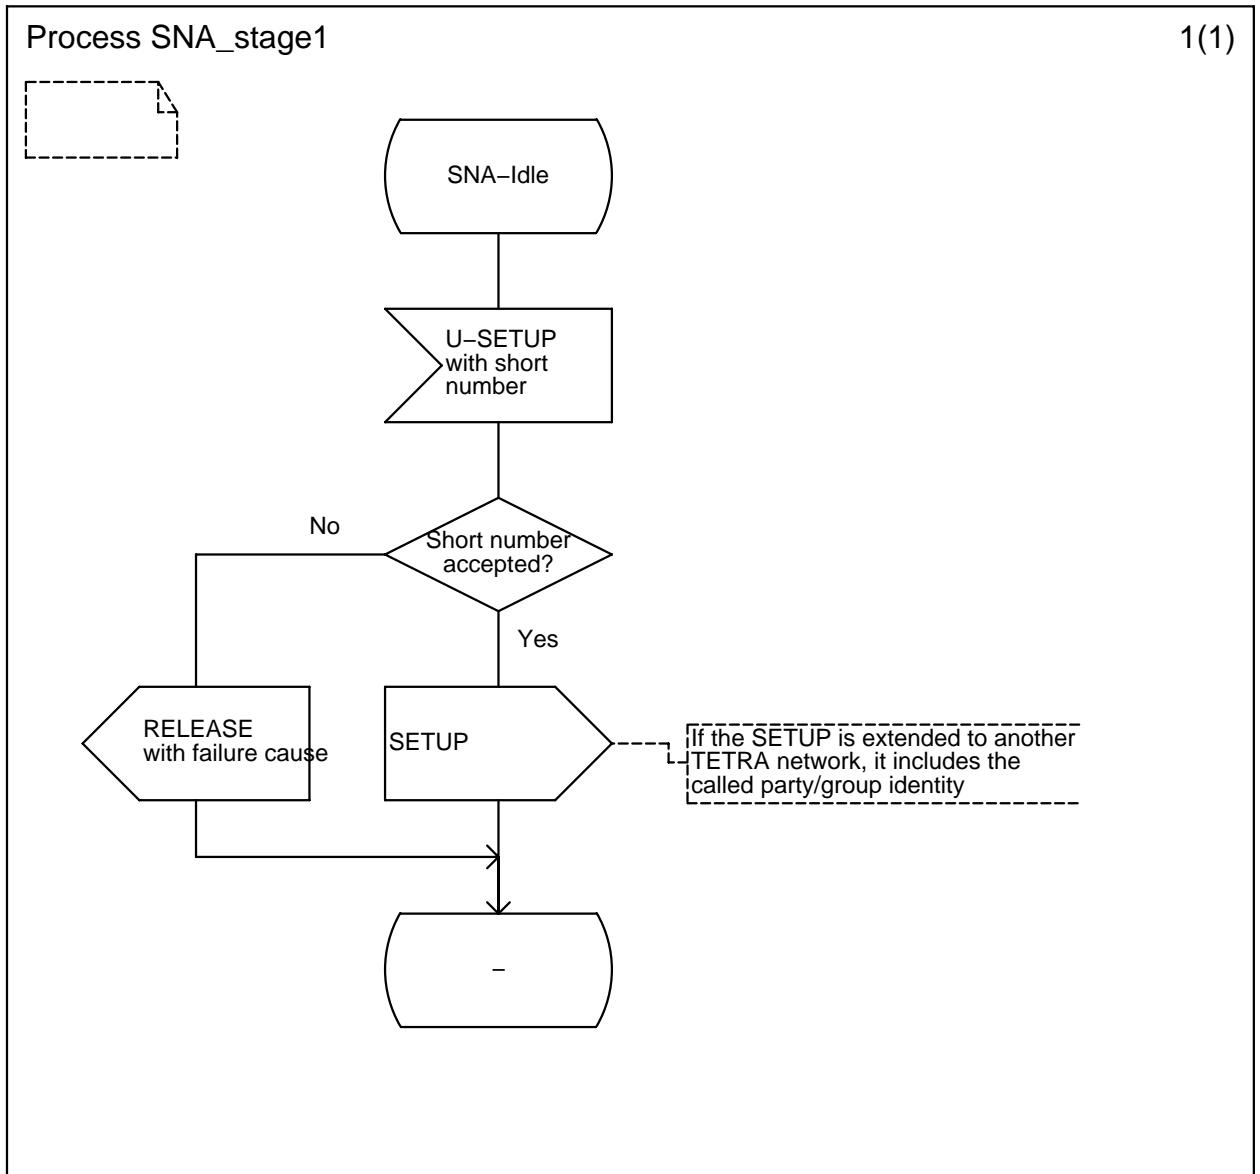 Process SNA_stage1
1(1)
SNA−Idle
U−SETUP
with short
number
Short number
accepted?
No
Yes
RELEASE
with failure cause
SETUP
If the SETUP is extended to another
TETRA network, it includes the
called party/group identity
−